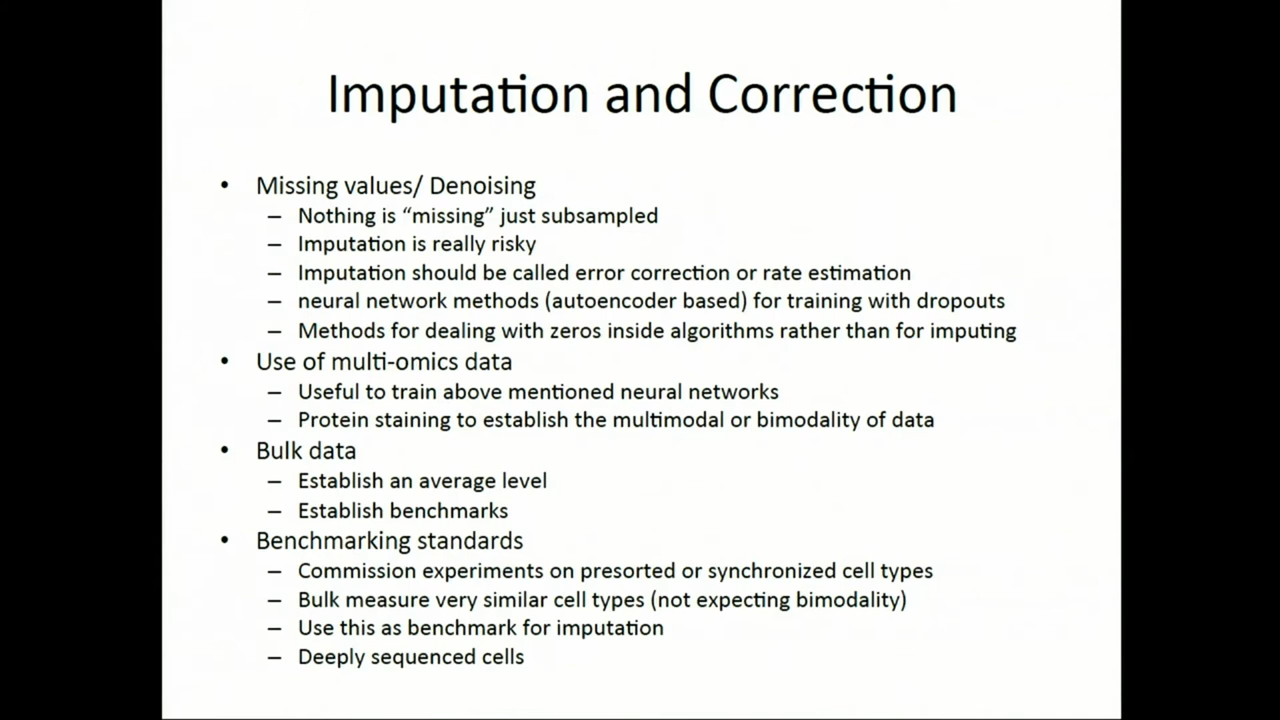 Imputation and Correction
• Missing values/ Denoising
– Nothing is “missing” just subsampled
– Imputation is really risky
– Imputation should be called error correction or rate estimation
– neural network methods (autoencoder based) for training with dropouts
– Methods for dealing with zeros inside algorithms rather than for imputing
• Use of multi-omics data
– Useful to train above mentioned neural networks
– Protein staining to establish the multimodal or bimodality of data
• Bulk data
– Establish an average level
– Establish benchmarks
• Benchmarking standards
– Commission experiments on presorted or synchronized cell types
– Bulk measure very similar cell types (not expecting bimodality)
– Use this as benchmark for imputation
– Deeply sequenced cells